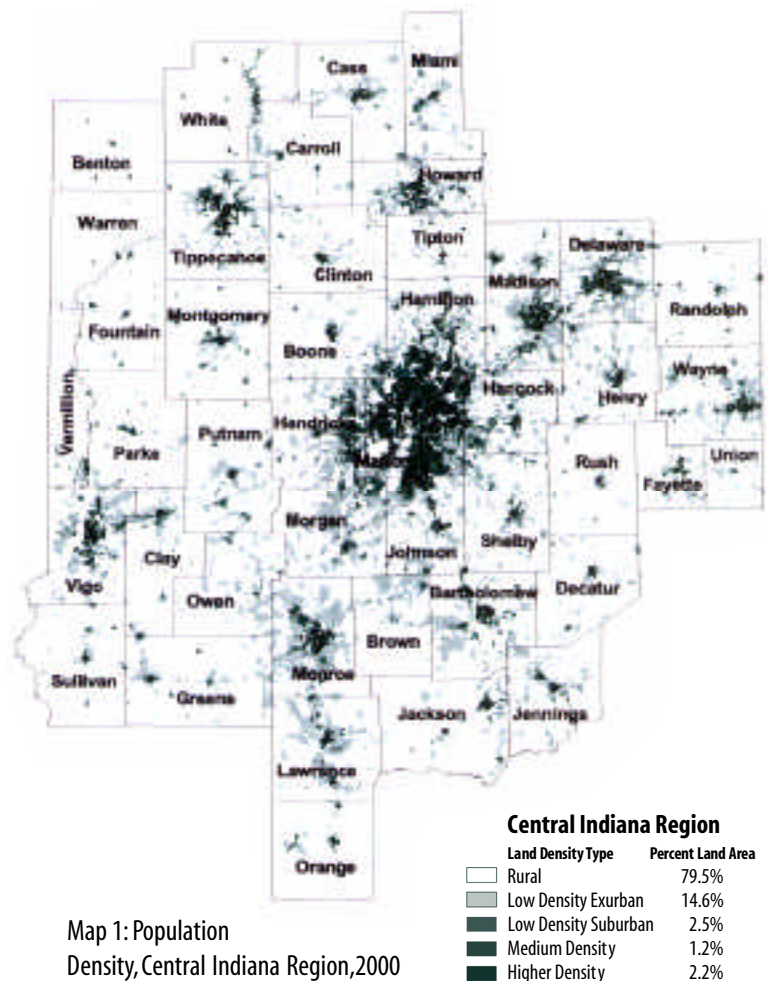 Miami
Case
White
Carroll
Benton
Howard
Warren
Tipton
Delaware
Tippecanoe
Clinton
Madison
Hamilton
Randolph
Montgomery
Fountain
Boone
Wayne
Hancock
Henry
Vermillion
Hendricks
Putnam
Parke
Marion
Rush
Union
Fayette
Morgan
Shelby
Johnson
Clay
Vigo
Decatur
Bartholomew
Owen
Brown
Monroe
Sullivan
Greene
Jackson
Jennings
Lawrence
Orange
Central Indiana Region
Land Density Type Percent Land Area
Rural 79.5%
Low Density Exurban 14.6%
Low Density Suburban 2.5%
Medium Density 1.2%
Higher Density 2.2%
Map 1: Population
Density, Central Indiana Region, 2000